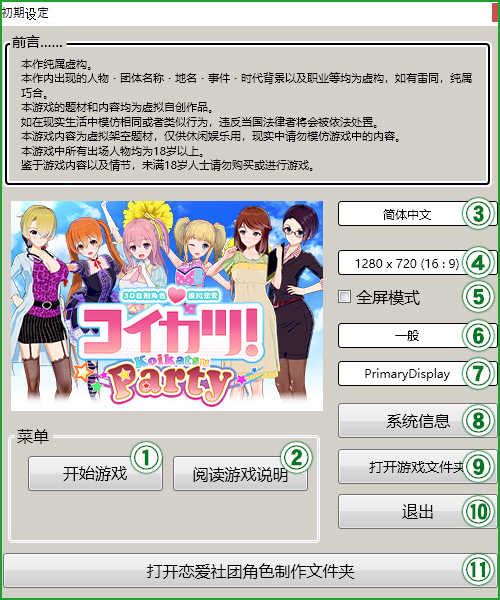 初期设定
前言......
本作纯属虚构。
本作内出现的人物·团体名称·地名·事件·时代背景以及职业等均为虚构，如有雷同，纯属
巧合。
本游戏的题材和内容均为虚拟自创作品。
如在现实生活中模仿相同或者类似行为，违反当国法律者将会被依法处置。
本游戏内容为虚拟架空题材，仅供休闲娱乐用，现实中请勿模仿游戏中的内容。
本游戏中所有出场人物均为18岁以上。
鉴于游戏内容以及情节，未满18岁人士请勿购买或进行游戏。
简体中文 ③
1280 x 720 (16 : 9) ④
全屏模式 ⑤
一般 ⑥
PrimaryDisplay ⑦
3D自制角色 模拟恋爱
コイカツ!
Koikatsu
Party
系统信息 ⑧
打开游戏文件夹 ⑨
退出 ⑩
菜单
开始游戏 ①
阅读游戏说明 ②
打开恋爱社团角色制作文件夹 ⑪